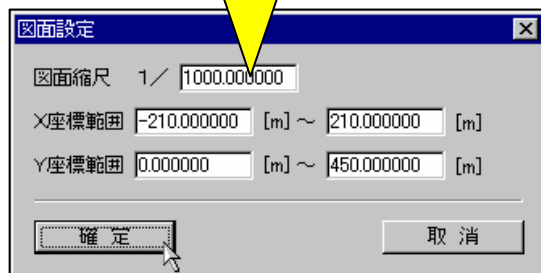 図面設定
図面縮尺 1／ 1000.000000
X座標範囲 -210.000000 [m]～ 210.000000 [m]
Y座標範囲 0.000000 [m]～ 450.000000 [m]
確 定 取 消